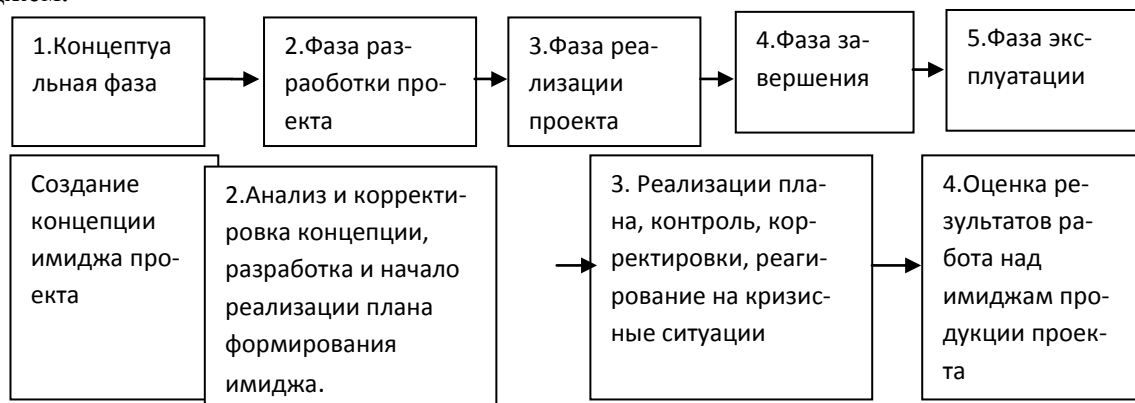 1.Концептуа
льная фаза
2.Фаза раз-
раоботки про-
екта
3.Фаза реа-
лизации
проекта
4.Фаза за-
вершения
5.Фаза экс-
плуатации
Создание
концепции
имиджа про-
екта
2.Анализ и корректи-
ровка концепции,
разработка и начало
реализации плана
формирования
имиджа.
3. Реализации пла-
на, контроль, кор-
ректировки, реаги-
рование на кризис-
ные ситуации
4.Оценка ре-
зультатов ра-
бота над
имиджам про-
дукции проек-
та